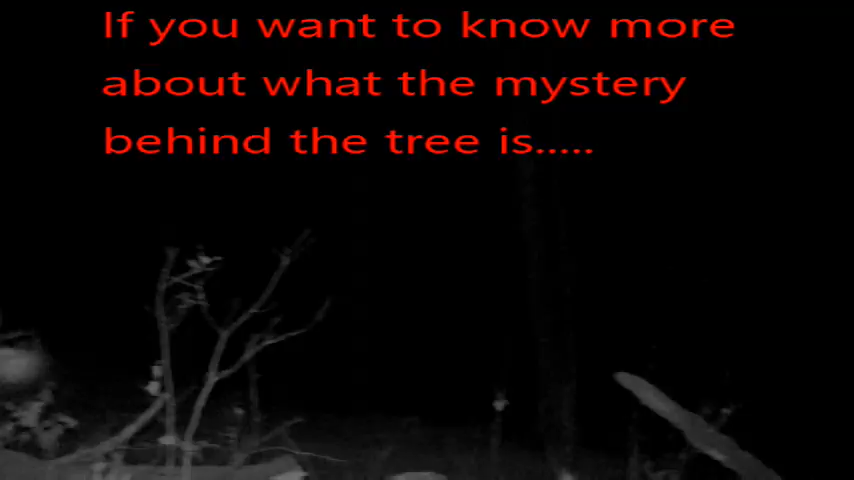 If you want to know more
about what the mystery
behind the tree is.....